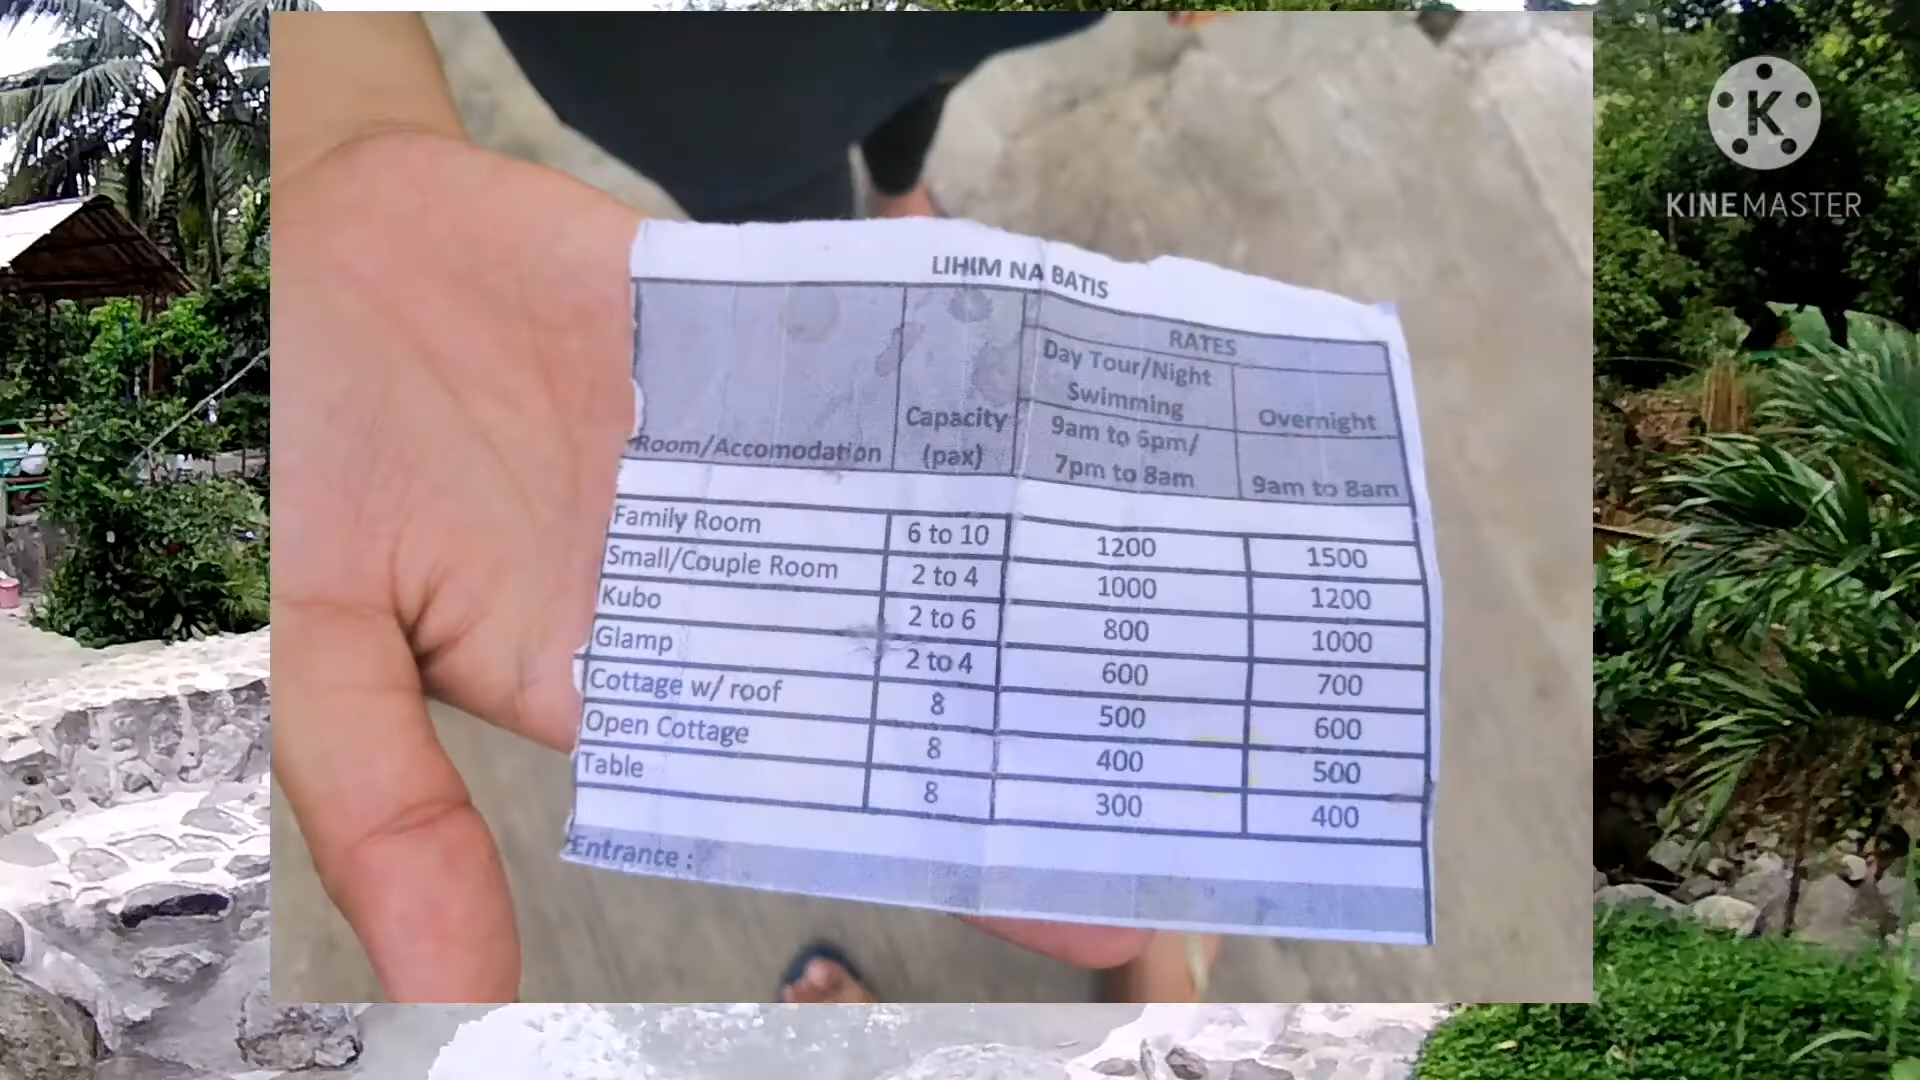 LIHIM NA BATIS
RATES
Day Tour/Night Swimming
Overnight
Room/Accomodation Capacity (pax) 9am to 6pm/ 7pm to 8am 9am to 8am
Family Room 6 to 10 1200 1500
Small/Couple Room 2 to 4 1000 1200
Kubo 2 to 6 800 1000
Glamp 2 to 4 600 700
Cottage w/ roof 8 500 600
Open Cottage 8 400 500
Table 8 300 400
Entrance :
K
KINEMASTER